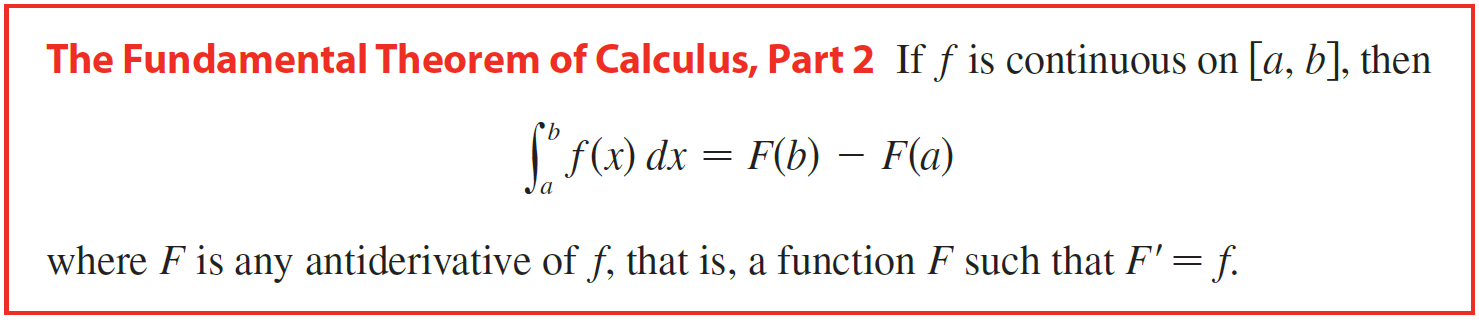 The Fundamental Theorem of Calculus, Part 2 If f is continuous on [a, b], then
∫_a^b f(x) dx = F(b) − F(a)
where F is any antiderivative of f, that is, a function F such that F′ = f.